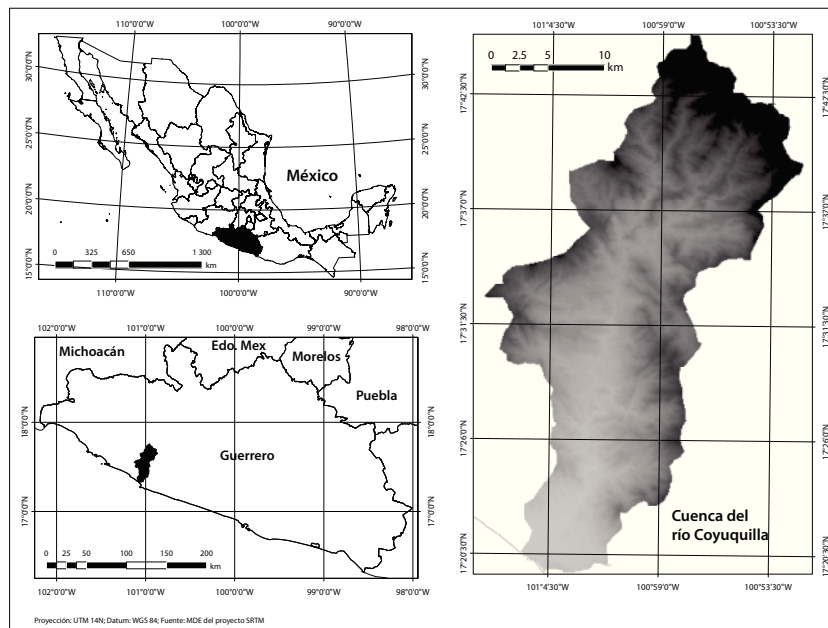 110°0'0"W 100°0'0"W 90°0'0"W
30°0'0"N
25°0'0"N
20°0'0"N
15°0'0"N
30°0'0"N
25°0'0"N
20°0'0"N
15°0'0"N
México
0 325 650 1 300
km
110°0'0"W 100°0'0"W 90°0'0"W
102°0'0"W 101°0'0"W 100°0'0"W 99°0'0"W 98°0'0"W
Michoacán
Edo. Mex
Morelos
Puebla
Guerrero
18°0'0"N
17°0'0"N
18°0'0"N
17°0'0"N
0 25 50 100 150 200
km
102°0'0"W 101°0'0"W 100°0'0"W 99°0'0"W 98°0'0"W
101°4'30"W 100°59'0"W 100°53'30"W
0 2.5 5 10
km
17°42'30"N
17°37'0"N
17°31'30"N
17°26'0"N
17°20'30"N
17°42'30"N
17°37'0"N
17°31'30"N
17°26'0"N
17°20'30"N
Cuenca del
río Coyuquilla
101°4'30"W 100°59'0"W 100°53'30"W
Proyección: UTM 14N; Datum: WGS 84; Fuente: MDE del proyecto SRTM